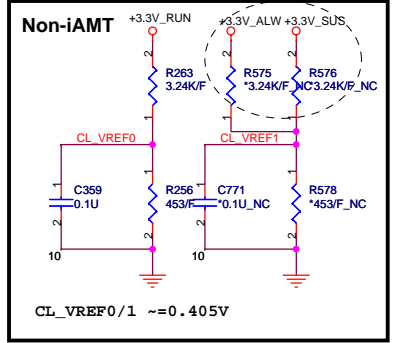 Non-iAMT
+3.3V_RUN
+3.3V_ALW +3.3V_SUS
2
2
2
R263
3.24K/F
R575
*3.24K/F_NC
R576
*3.24K/F_NC
1
1
1
CL_VREF0
CL_VREF1
1
1
1
1
C359
0.1U
R256
453/F
C771
*0.1U_NC
R578
*453/F_NC
2
2
2
2
10
10
CL_VREF0/1 ~=0.405V